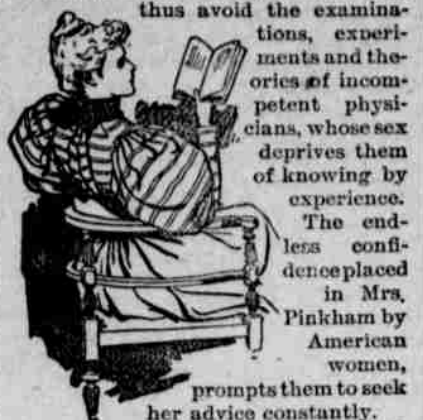 thus avoid the examina-
tions, experi-
ments and the-
ories of incom-
petent physi-
cians, whose sex
deprives them
of knowing by
experience.
The end-
less confi-
dence placed
in Mrs.
Pinkham by
American
women,
prompts them to seek
her advice constantly.